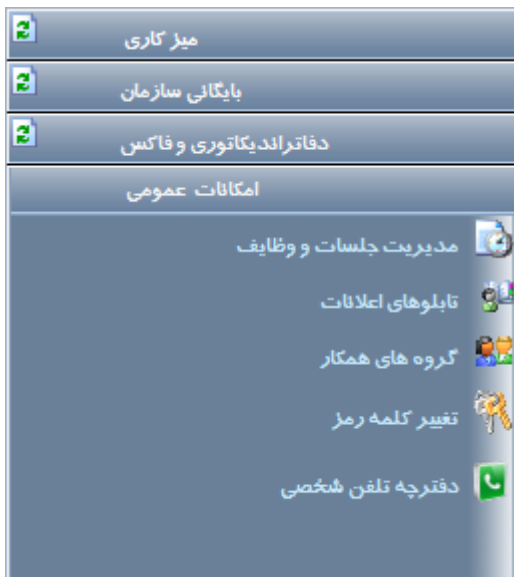 میز کاری
بایگانی سازمان
دفاتراندیکاتوری و فاکس
امکانات عمومی
مدیریت جلسات و وظایف
تابلوهای اعلانات
گروه های همکار
تغییر کلمه رمز
دفترچه تلفن شخصی